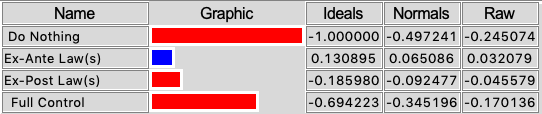 Name Graphic Ideals Normals Raw
Do Nothing -1.000000 -0.497241 -0.245074
Ex-Ante Law(s) 0.130895 0.065086 0.032079
Ex-Post Law(s) -0.185980 -0.092477 -0.045579
Full Control -0.694223 -0.345196 -0.170136